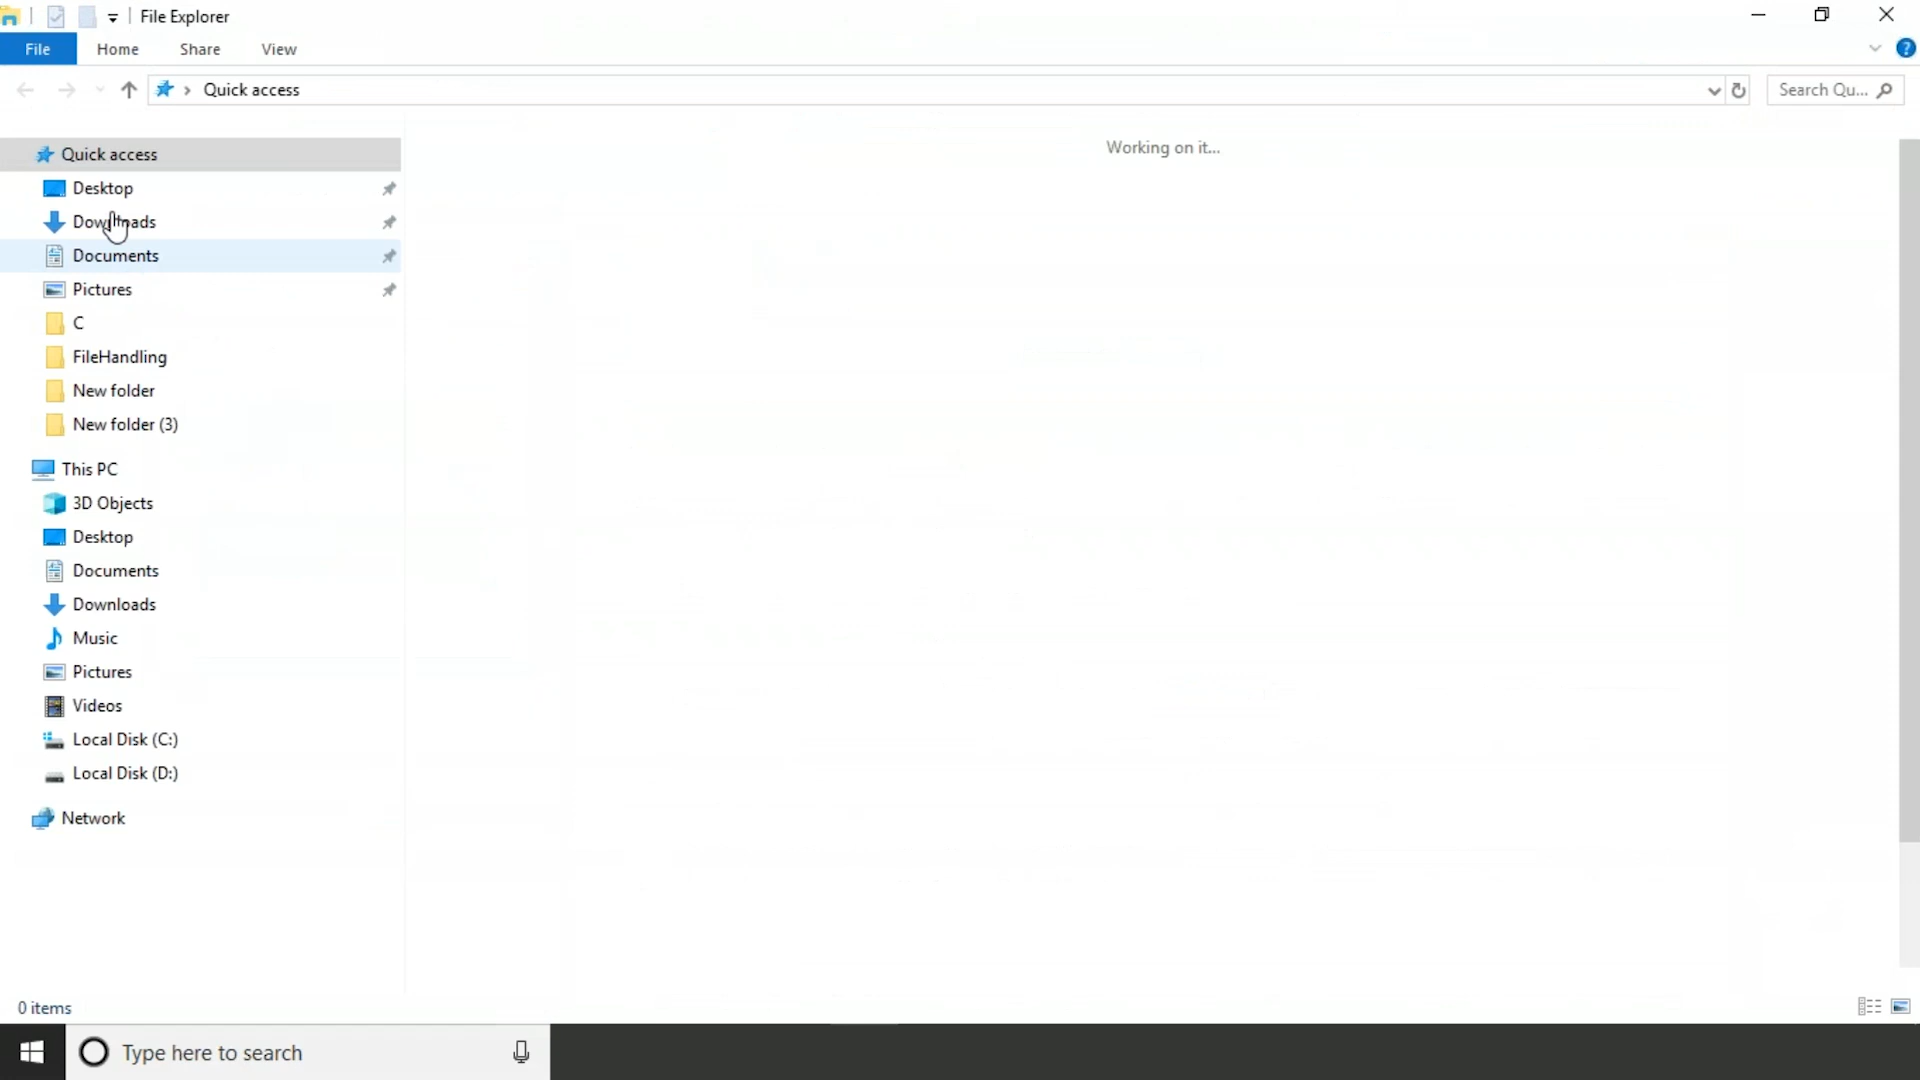 File Explorer
File Home Share View
Quick access
Search Qu...
Quick access
Desktop
Downloads
Documents
Pictures
C
FileHandling
New folder
New folder (3)
This PC
3D Objects
Desktop
Documents
Downloads
Music
Pictures
Videos
Local Disk (C:)
Local Disk (D:)
Network
Working on it...
0 items
Type here to search